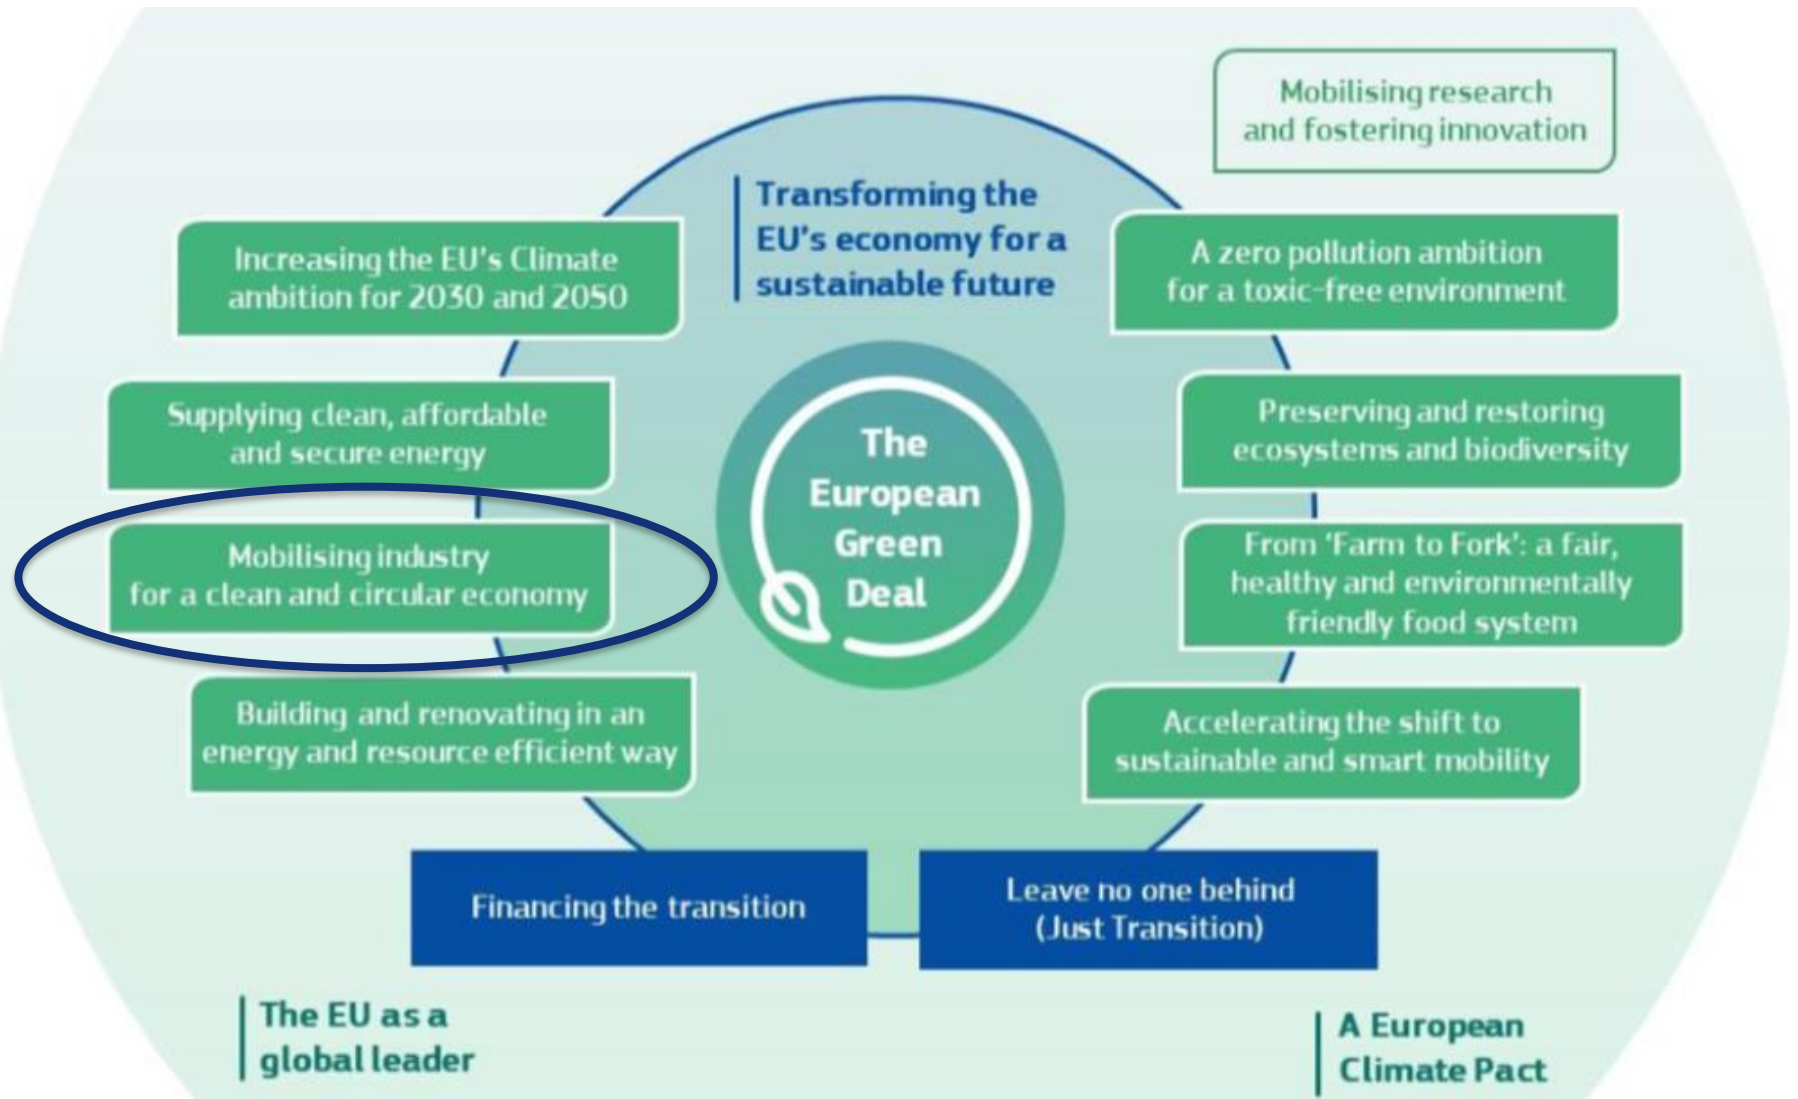 Mobilising research
and fostering innovation
Transforming the
EU's economy for a
sustainable future
Increasing the EU's Climate
ambition for 2030 and 2050
A zero pollution ambition
for a toxic-free environment
Supplying clean, affordable
and secure energy
Preserving and restoring
ecosystems and biodiversity
The
European
Green
Deal
Mobilising industry
for a clean and circular economy
From 'Farm to Fork': a fair,
healthy and environmentally
friendly food system
Building and renovating in an
energy and resource efficient way
Accelerating the shift to
sustainable and smart mobility
Financing the transition
Leave no one behind
(Just Transition)
The EU as a
global leader
A European
Climate Pact